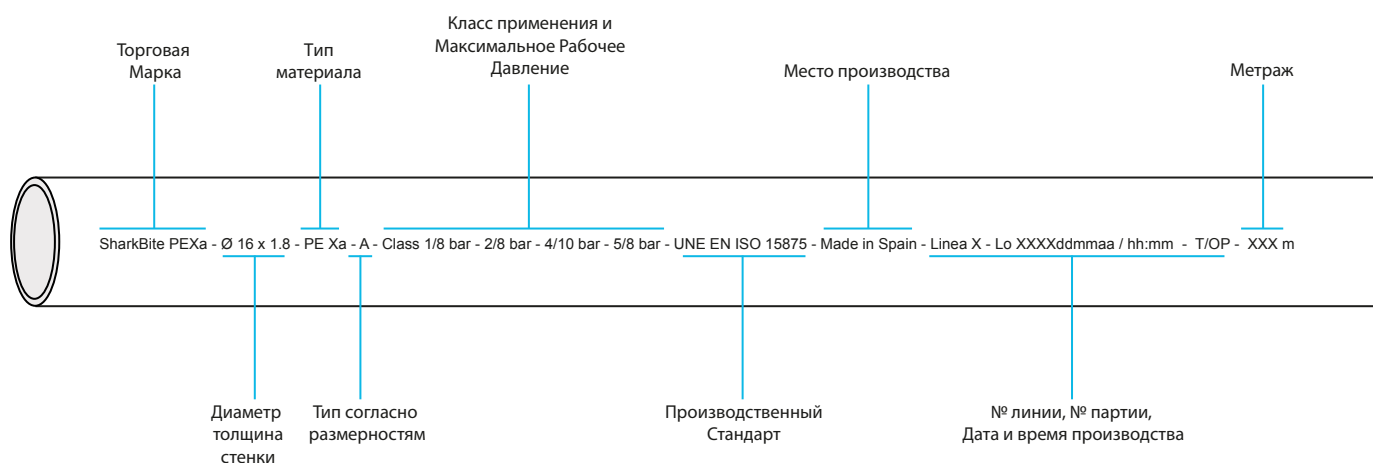 Класс применения и
Максимальное Рабочее
Давление
Торговая
Марка
Тип
материала
Место производства
Метраж
SharkBite PEXa - Ø 16 x 1.8 - PE Xa - A - Class 1/8 bar - 2/8 bar - 4/10 bar - 5/8 bar - UNE EN ISO 15875 - Made in Spain - Linea X - Lo XXXXddmmaa / hh:mm - T/OP - XXX m
Диаметр
толщина
стенки
Тип согласно
размерностям
Производственный
Стандарт
№ линии, № партии,
Дата и время производства